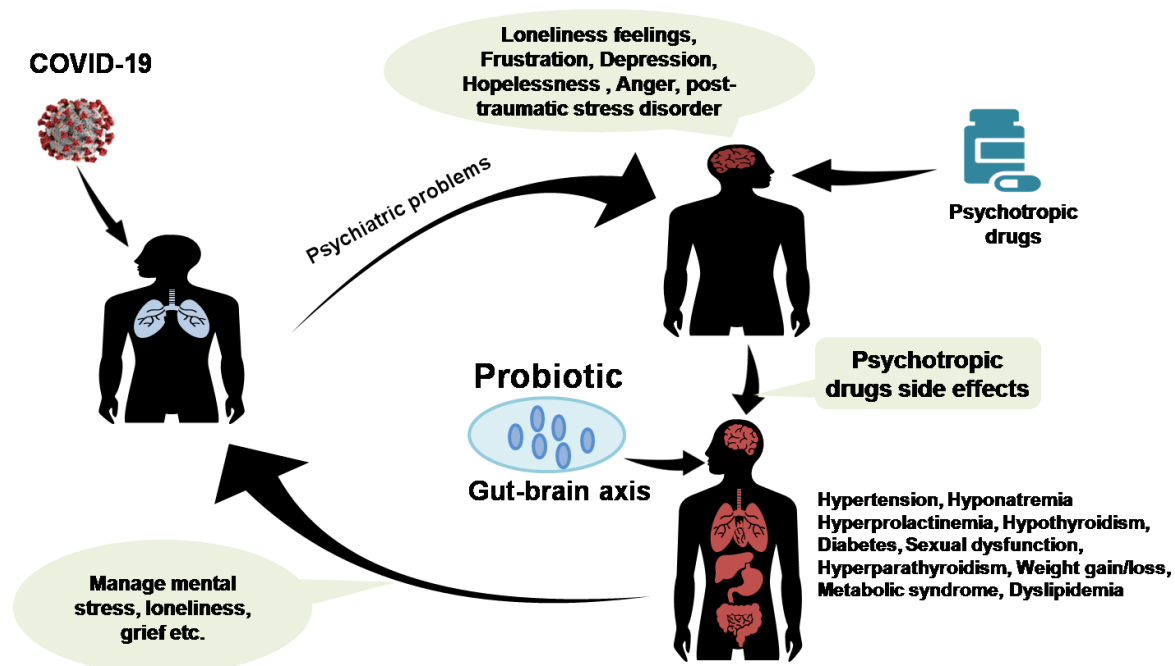 COVID-19
Loneliness feelings,
Frustration, Depression,
Hopelessness , Anger, post-
traumatic stress disorder
Psychiatric problems
Psychotropic
drugs
Psychotropic
drugs side effects
Probiotic
Gut-brain axis
Hypertension, Hyponatremia
Hyperprolactinemia, Hypothyroidism,
Diabetes, Sexual dysfunction,
Hyperparathyroidism, Weight gain/loss,
Metabolic syndrome, Dyslipidemia
Manage mental
stress, loneliness,
grief etc.